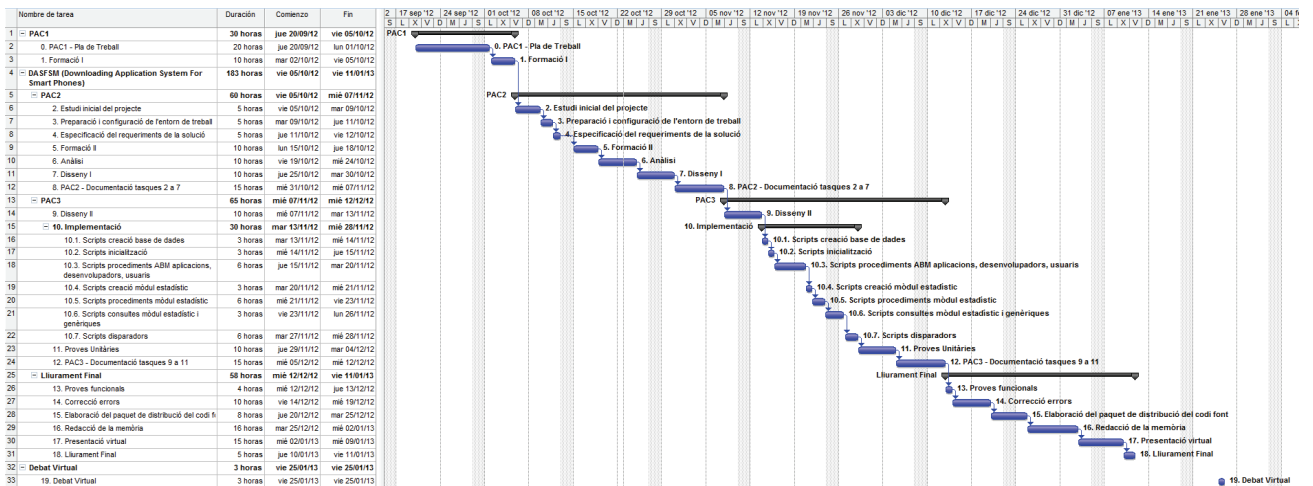 Nombre de tarea Duración Comienzo Fin
2 17 sep '12 24 sep '12 01 oct '12 08 oct '12 15 oct '12 22 oct '12 29 oct '12 05 nov '12 12 nov '12 19 nov '12 26 nov '12 03 dic '12 10 dic '12 17 dic '12 24 dic '12 31 dic '12 07 ene '13 14 ene '13 21 ene '13 28 ene '13 04 fe
1 PAC1 30 horas jue 20/09/12 vie 05/10/12 PAC1
2 0. PAC1 - Pla de Treball 20 horas jue 20/09/12 lun 01/10/12 0. PAC1 - Pla de Treball
3 1. Formació I 10 horas mar 02/10/12 vie 05/10/12 1. Formació I
4 DASFSM (Downloading Application System For 183 horas vie 05/10/12 vie 11/01/13
Smart Phones)
5 PAC2 60 horas vie 05/10/12 mié 07/11/12 PAC2
6 2. Estudi inicial del projecte 5 horas vie 05/10/12 mar 09/10/12 2. Estudi inicial del projecte
7 3. Preparació i configuració de l'entorn de treball 5 horas mar 09/10/12 jue 11/10/12 3. Preparació i configuració de l'entorn de treball
8 4. Especificació del requeriments de la solució 5 horas jue 11/10/12 vie 12/10/12 4. Especificació del requeriments de la solució
9 5. Formació II 10 horas lun 15/10/12 jue 18/10/12 5. Formació II
10 6. Anàlisi 10 horas vie 19/10/12 mié 24/10/12 6. Anàlisi
11 7. Disseny I 10 horas jue 25/10/12 mar 30/10/12 7. Disseny I
12 8. PAC2 - Documentació tasques 2 a 7 15 horas mié 31/10/12 mié 07/11/12 8. PAC2 - Documentació tasques 2 a 7
13 PAC3 65 horas mié 07/11/12 mié 12/12/12 PAC3
14 9. Disseny II 10 horas mié 07/11/12 mar 13/11/12 9. Disseny II
15 10. Implementació 30 horas mar 13/11/12 mié 28/11/12 10. Implementació
16 10.1. Scripts creació base de dades 3 horas mar 13/11/12 mié 14/11/12 10.1. Scripts creació base de dades
17 10.2. Scripts inicialització 3 horas mié 14/11/12 jue 15/11/12 10.2. Scripts inicialització
18 10.3. Scripts procediments ABM aplicacions, 6 horas jue 15/11/12 mar 20/11/12 10.3. Scripts procediments ABM aplicacions, desenvolupadors, usuaris
desenvolupadors, usuaris
19 10.4. Scripts creació mòdul estadístic 3 horas mar 20/11/12 mié 21/11/12 10.4. Scripts creació mòdul estadístic
20 10.5. Scripts procediments mòdul estadístic 6 horas mié 21/11/12 vie 23/11/12 10.5. Scripts procediments mòdul estadístic
21 10.6. Scripts consultes mòdul estadístic i 3 horas vie 23/11/12 lun 26/11/12 10.6. Scripts consultes mòdul estadístic i genèriques
genèriques
22 10.7. Scripts disparadors 6 horas mar 27/11/12 mié 28/11/12 10.7. Scripts disparadors
23 11. Proves Unitàries 10 horas jue 29/11/12 mar 04/12/12 11. Proves Unitàries
24 12. PAC3 - Documentació tasques 9 a 11 15 horas mié 05/12/12 mié 12/12/12 12. PAC3 - Documentació tasques 9 a 11
25 Lliurament Final 58 horas mié 12/12/12 vie 11/01/13 Lliurament Final
26 13. Proves funcionals 4 horas mié 12/12/12 jue 13/12/12 13. Proves funcionals
27 14. Correcció errors 10 horas vie 14/12/12 mié 19/12/12 14. Correcció errors
28 15. Elaboració del paquet de distribució del codi fo 8 horas jue 20/12/12 mar 25/12/12 15. Elaboració del paquet de distribució del codi font
29 16. Redacció de la memòria 16 horas mar 25/12/12 mié 02/01/13 16. Redacció de la memòria
30 17. Presentació virtual 15 horas mié 02/01/13 mié 09/01/13 17. Presentació virtual
31 18. Lliurament Final 5 horas jue 10/01/13 vie 11/01/13 18. Lliurament Final
32 Debat Virtual 3 horas vie 25/01/13 vie 25/01/13
33 19. Debat Virtual 3 horas vie 25/01/13 vie 25/01/13 19. Debat Virtual